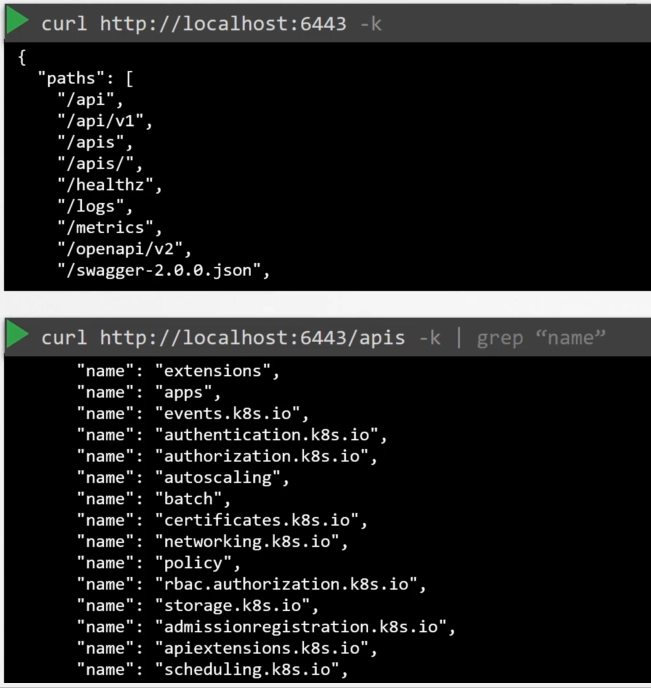 curl http://localhost:6443 -k
{
  "paths": [
    "/api",
    "/api/v1",
    "/apis",
    "/apis/",
    "/healthz",
    "/logs",
    "/metrics",
    "/openapi/v2",
    "/swagger-2.0.0.json",
curl http://localhost:6443/apis -k | grep “name”
      "name": "extensions",
      "name": "apps",
      "name": "events.k8s.io",
      "name": "authentication.k8s.io",
      "name": "authorization.k8s.io",
      "name": "autoscaling",
      "name": "batch",
      "name": "certificates.k8s.io",
      "name": "networking.k8s.io",
      "name": "policy",
      "name": "rbac.authorization.k8s.io",
      "name": "storage.k8s.io",
      "name": "admissionregistration.k8s.io",
      "name": "apiextensions.k8s.io",
      "name": "scheduling.k8s.io",